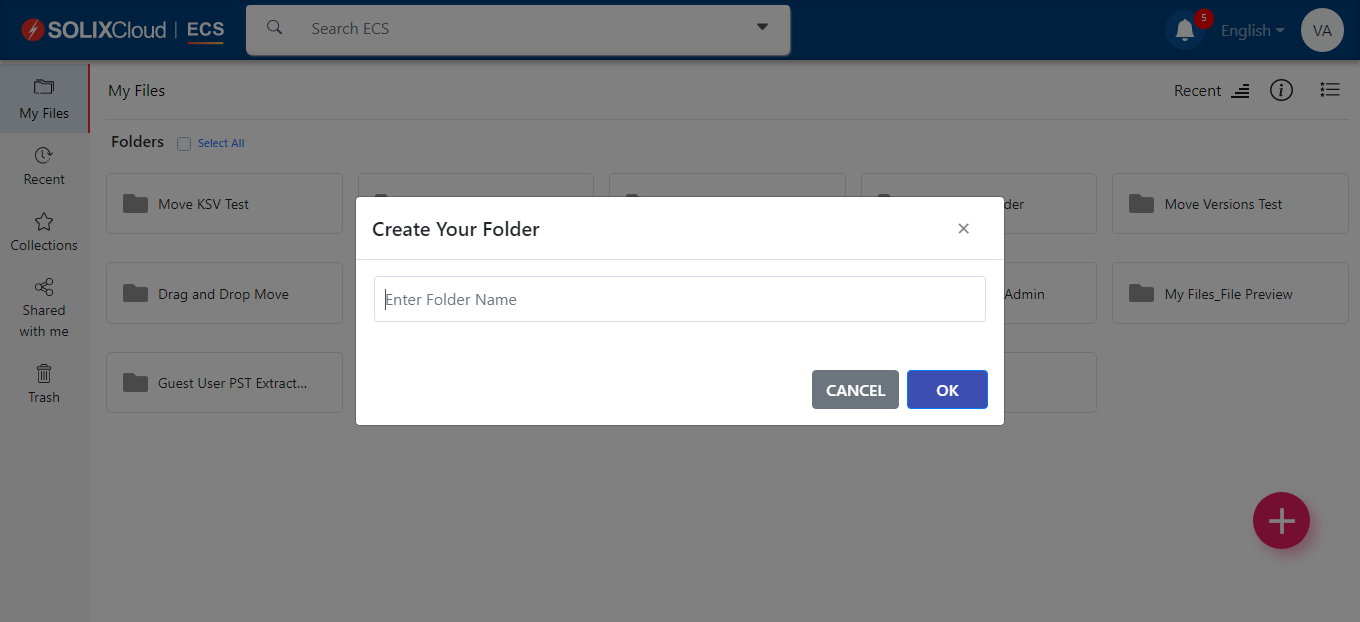 SOLIXCloud | ECS
Search ECS
5
English
VA
My Files
Recent
Collections
Shared
with me
Trash
My Files
Recent
Folders
Select All
Move KSV Test
der
Move Versions Test
Drag and Drop Move
Admin
My Files_File Preview
Guest User PST Extract...
Create Your Folder
×
Enter Folder Name
CANCEL
OK